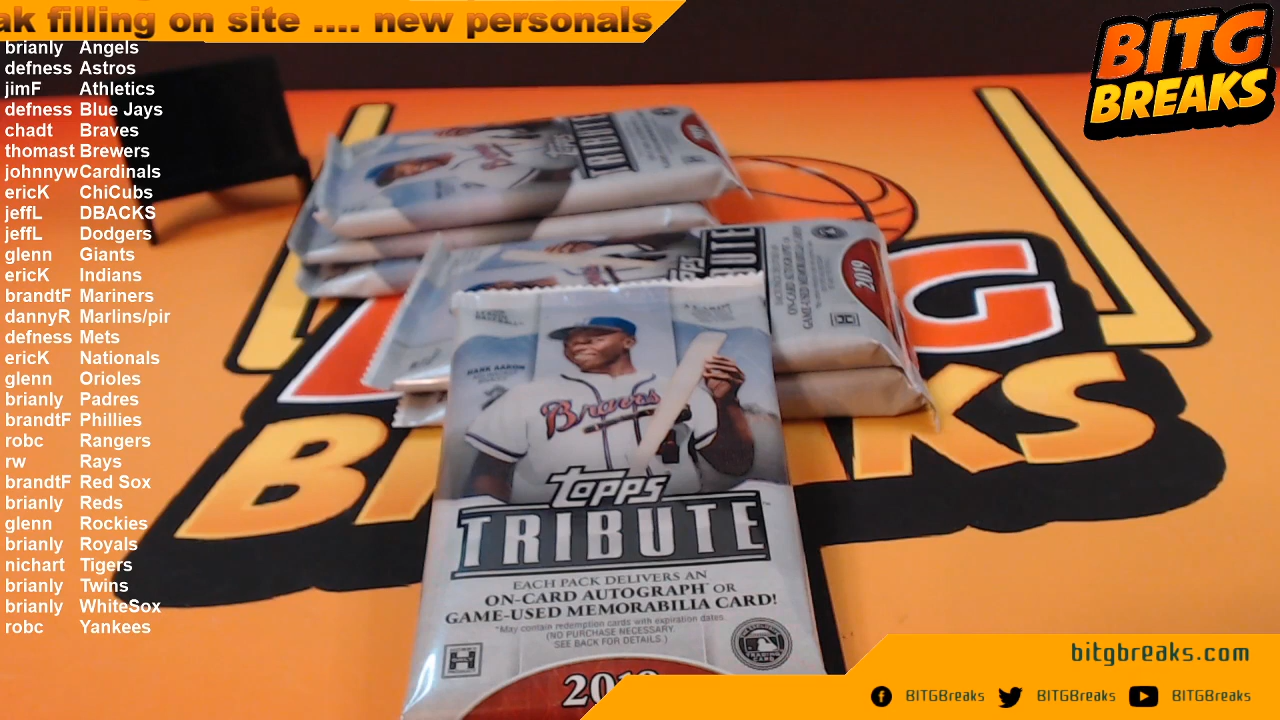 ak filling on site .... new personals
BITG
BREAKS
brianly Angels
defness Astros
jimF Athletics
defness Blue Jays
chadt Braves
thomast Brewers
johnnyw Cardinals
ericK ChiCubs
jeffL DBACKS
jeffL Dodgers
glenn Giants
ericK Indians
brandtF Mariners
dannyR Marlins/pir
defness Mets
ericK Nationals
glenn Orioles
brianly Padres
brandtF Phillies
robc Rangers
rw Rays
brandtF Red Sox
brianly Reds
glenn Rockies
brianly Royals
nichart Tigers
brianly Twins
brianly WhiteSox
robc Yankees
TRIBUTE
2019
HANK AARON
Braves
TOPPS
TRIBUTE
EACH PACK DELIVERS AN
ON-CARD AUTOGRAPH* OR
GAME-USED MEMORABILIA CARD!
*May contain redemption cards with expiration dates.
(NO PURCHASE NECESSARY.
SEE BACK FOR DETAILS.)
2019
BREAKS
bitgbreaks.com
BITGBreaks BITGBreaks BITGBreaks